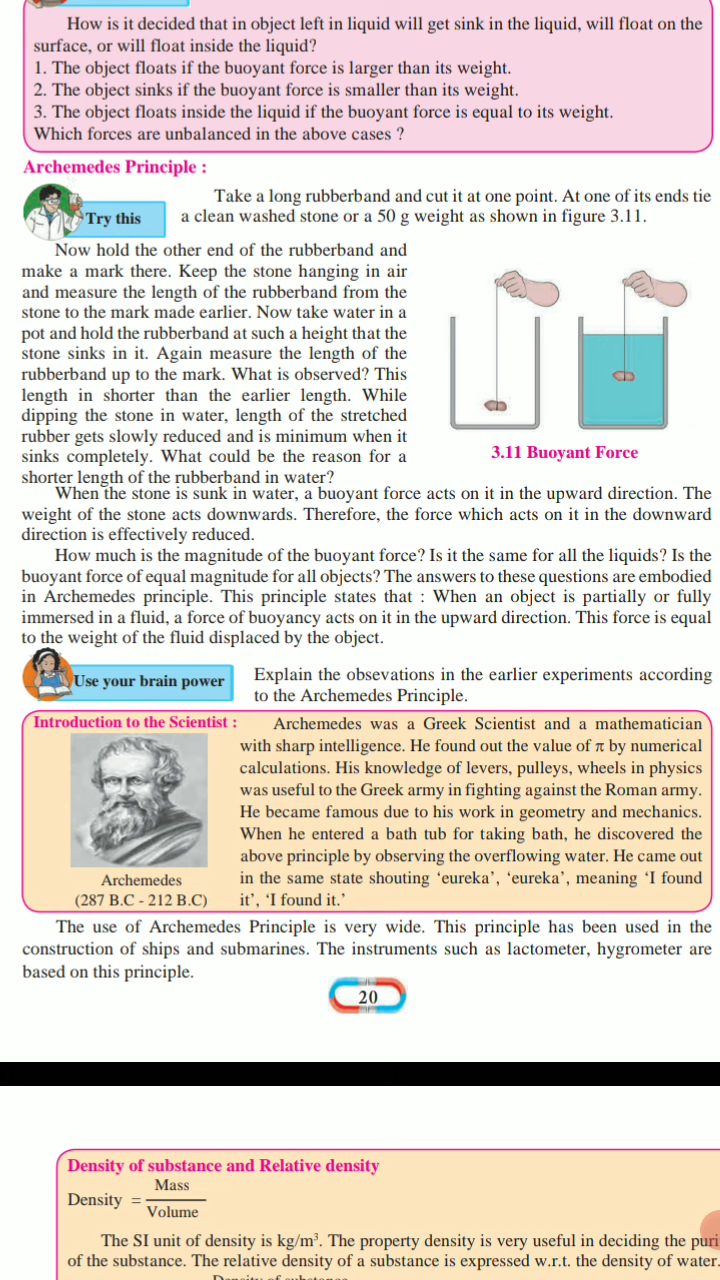 How is it decided that in object left in liquid will get sink in the liquid, will float on the
surface, or will float inside the liquid?
1. The object floats if the buoyant force is larger than its weight.
2. The object sinks if the buoyant force is smaller than its weight.
3. The object floats inside the liquid if the buoyant force is equal to its weight.
Which forces are unbalanced in the above cases ?
Archemedes Principle :
Try this
Take a long rubberband and cut it at one point. At one of its ends tie
a clean washed stone or a 50 g weight as shown in figure 3.11.
Now hold the other end of the rubberband and
make a mark there. Keep the stone hanging in air
and measure the length of the rubberband from the
stone to the mark made earlier. Now take water in a
pot and hold the rubberband at such a height that the
stone sinks in it. Again measure the length of the
rubberband up to the mark. What is observed? This
length in shorter than the earlier length. While
dipping the stone in water, length of the stretched
rubber gets slowly reduced and is minimum when it
sinks completely. What could be the reason for a
shorter length of the rubberband in water?
3.11 Buoyant Force
When the stone is sunk in water, a buoyant force acts on it in the upward direction. The
weight of the stone acts downwards. Therefore, the force which acts on it in the downward
direction is effectively reduced.
How much is the magnitude of the buoyant force? Is it the same for all the liquids? Is the
buoyant force of equal magnitude for all objects? The answers to these questions are embodied
in Archemedes principle. This principle states that : When an object is partially or fully
immersed in a fluid, a force of buoyancy acts on it in the upward direction. This force is equal
to the weight of the fluid displaced by the object.
Use your brain power
Explain the obsevations in the earlier experiments according
to the Archemedes Principle.
Introduction to the Scientist :
Archemedes was a Greek Scientist and a mathematician
with sharp intelligence. He found out the value of π by numerical
calculations. His knowledge of levers, pulleys, wheels in physics
was useful to the Greek army in fighting against the Roman army.
He became famous due to his work in geometry and mechanics.
When he entered a bath tub for taking bath, he discovered the
above principle by observing the overflowing water. He came out
in the same state shouting ‘eureka’, ‘eureka’, meaning ‘I found
it’, ‘I found it.’
Archemedes
(287 B.C - 212 B.C)
The use of Archemedes Principle is very wide. This principle has been used in the
construction of ships and submarines. The instruments such as lactometer, hygrometer are
based on this principle.
20
Density of substance and Relative density
Density = Mass
Volume
The SI unit of density is kg/m³. The property density is very useful in deciding the puri
of the substance. The relative density of a substance is expressed w.r.t. the density of water.